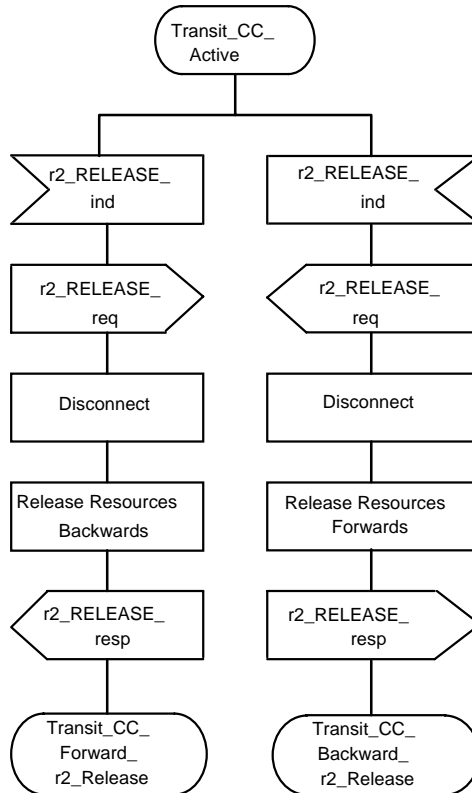 Transit_CC_
Active
r2_RELEASE_
ind
r2_RELEASE_
req
Disconnect
Release Resources
Backwards
r2_RELEASE_
resp
Transit_CC_
Forward_
r2_Release
r2_RELEASE_
ind
r2_RELEASE_
req
Disconnect
Release Resources
Forwards
r2_RELEASE_
resp
Transit_CC_
Backward_
r2_Release